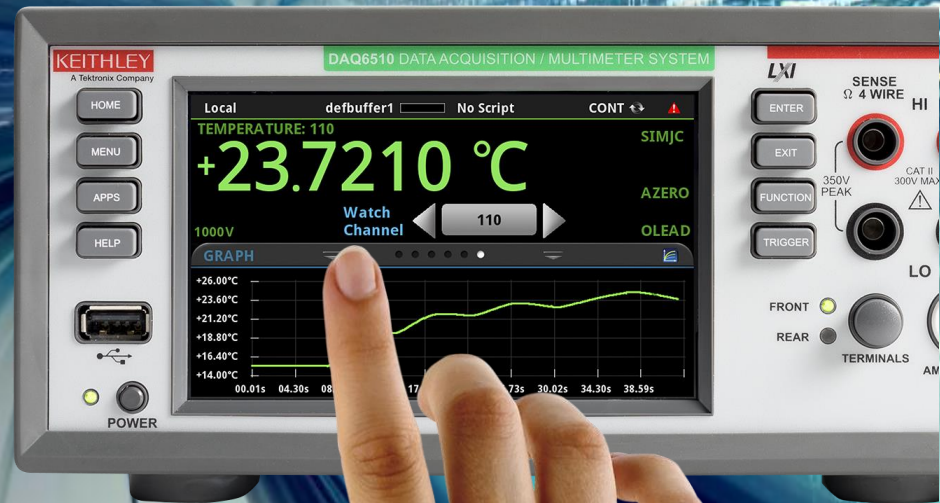 KEITHLEY
A Tektronix Company
DAQ6510 DATA ACQUISITION / MULTIMETER SYSTEM
LXI
HOME
MENU
APPS
HELP
POWER
Local defbuffer1 No Script CONT
TEMPERATURE: 110
+23.7210 °C
SIMJC
AZERO
OLEAD
1000V
Watch
Channel
110
GRAPH
+26.00°C
+23.60°C
+21.20°C
+18.80°C
+16.40°C
+14.00°C
00.01s 04.30s 30.02s 34.30s 38.59s
ENTER
EXIT
FUNCTION
TRIGGER
SENSE
Ω 4 WIRE
HI
350V
PEAK
CAT II
300V MAX
LO
FRONT
REAR
TERMINALS